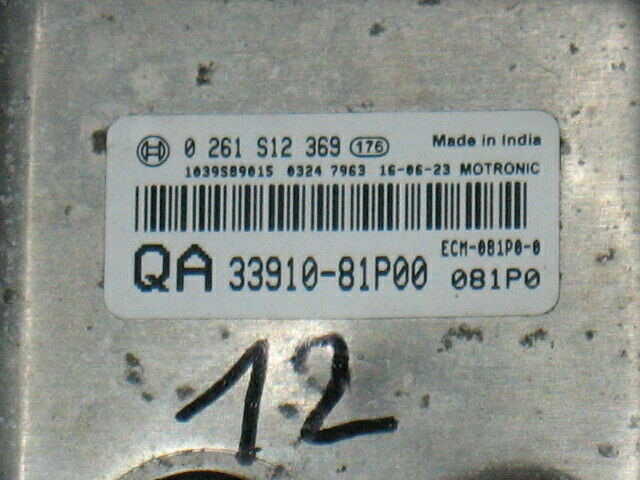 0 261 S12 369 176 Made in India
1039S89015 0324 7963 16-06-23 MOTRONIC
ECM-081P0-0
QA 33910-81P00 081P0
12